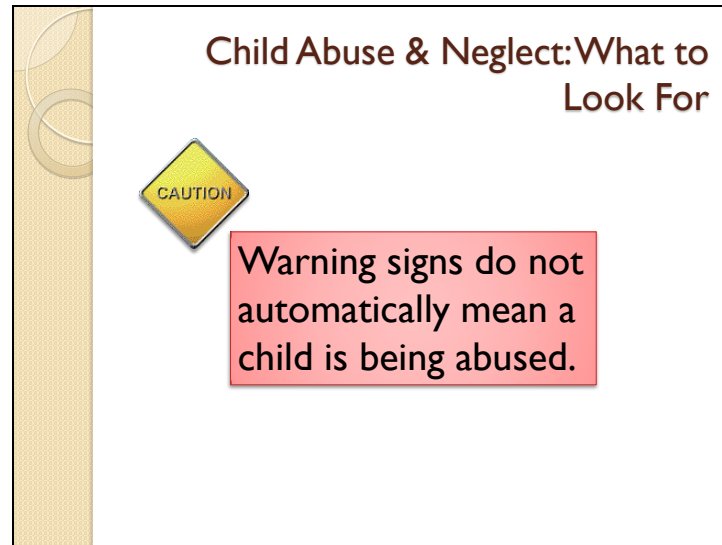 Child Abuse & Neglect: What to
Look For
CAUTION
Warning signs do not
automatically mean a
child is being abused.